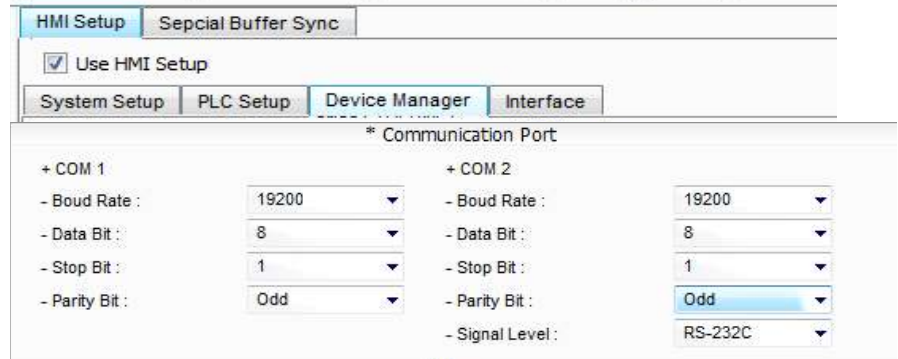 HMI Setup Sepcial Buffer Sync
Use HMI Setup
System Setup PLC Setup Device Manager Interface
* Communication Port
+ COM 1 + COM 2
- Boud Rate : 19200 - Boud Rate : 19200
- Data Bit : 8 - Data Bit : 8
- Stop Bit : 1 - Stop Bit : 1
- Parity Bit : Odd - Parity Bit : Odd
- Signal Level : RS-232C